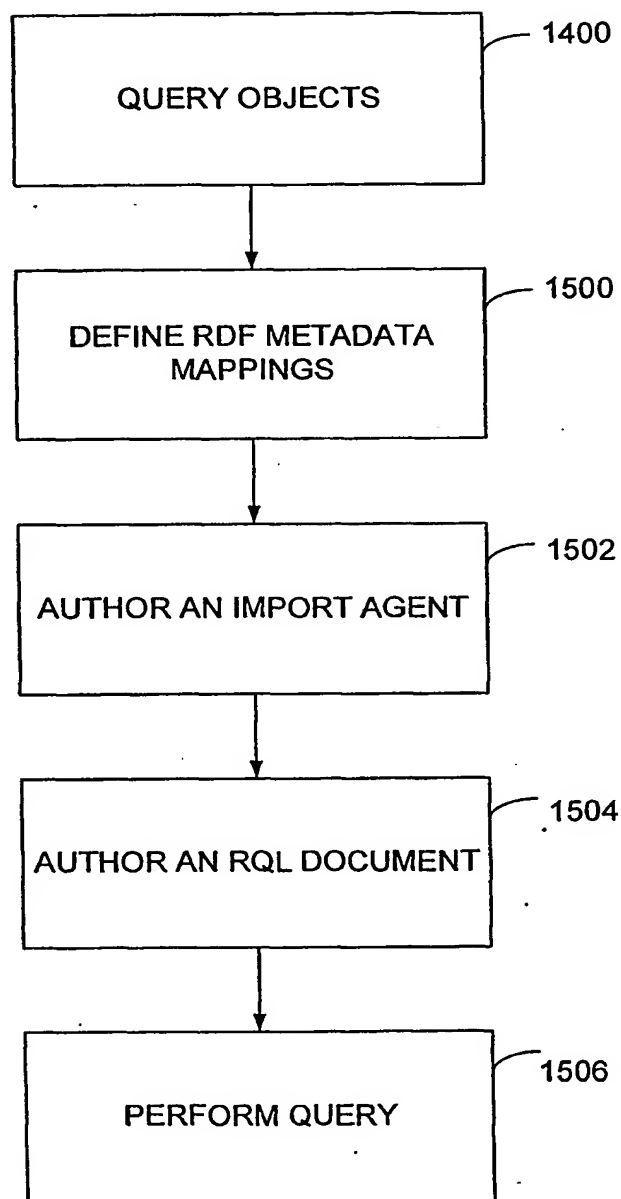 1400
QUERY OBJECTS
1500
DEFINE RDF METADATA
MAPPINGS
1502
AUTHOR AN IMPORT AGENT
1504
AUTHOR AN RQL DOCUMENT
1506
PERFORM QUERY